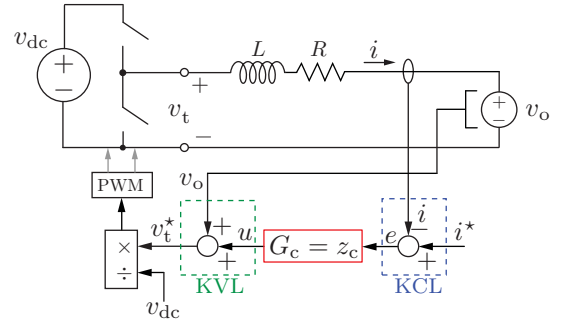 v_dc
+
−
L
R
i
+
v_t
−
+
−
v_o
PWM
v_o
v_t^⋆
+
+
u
G_c = z_c
e
i
−
+
i^⋆
×
÷
KVL
KCL
v_dc